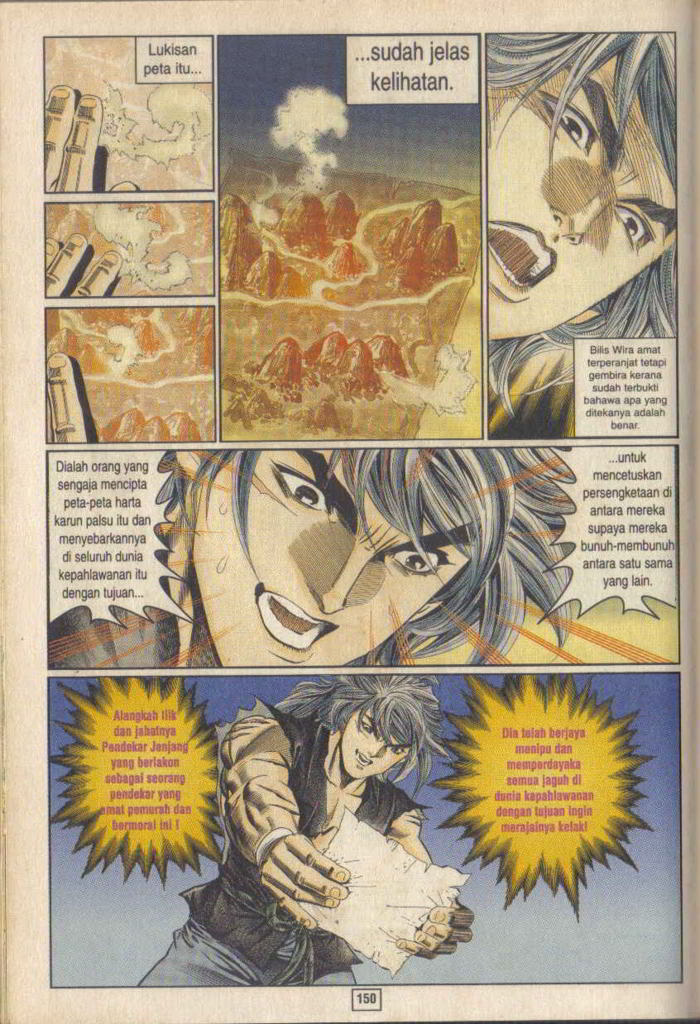 Lukisan
peta itu...
...sudah jelas
kelihatan.
Bilis Wira amat
terperanjat tetapi
gembira kerana
sudah terbukti
bahawa apa yang
ditekanya adalah
benar.
Dialah orang yang
sengaja mencipta
peta-peta harta
karun palsu itu dan
menyebarkannya
di seluruh dunia
kepahlawanan itu
dengan tujuan...
...untuk
mencetuskan
persengketaan di
antara mereka
supaya mereka
bunuh-membunuh
antara satu sama
yang lain.
Alangkah lik
dan jahatnya
Pendekar Jenjang
yang berlakon
sebagai seorang
pendekar yang
amat pemurah dan
bermoral ini !
Dia telah berjaya
menipu dan
memperdayaka
semua jaguh di
dunia kepahlawanan
dengan tujuan ingin
merajainya kelak!
150